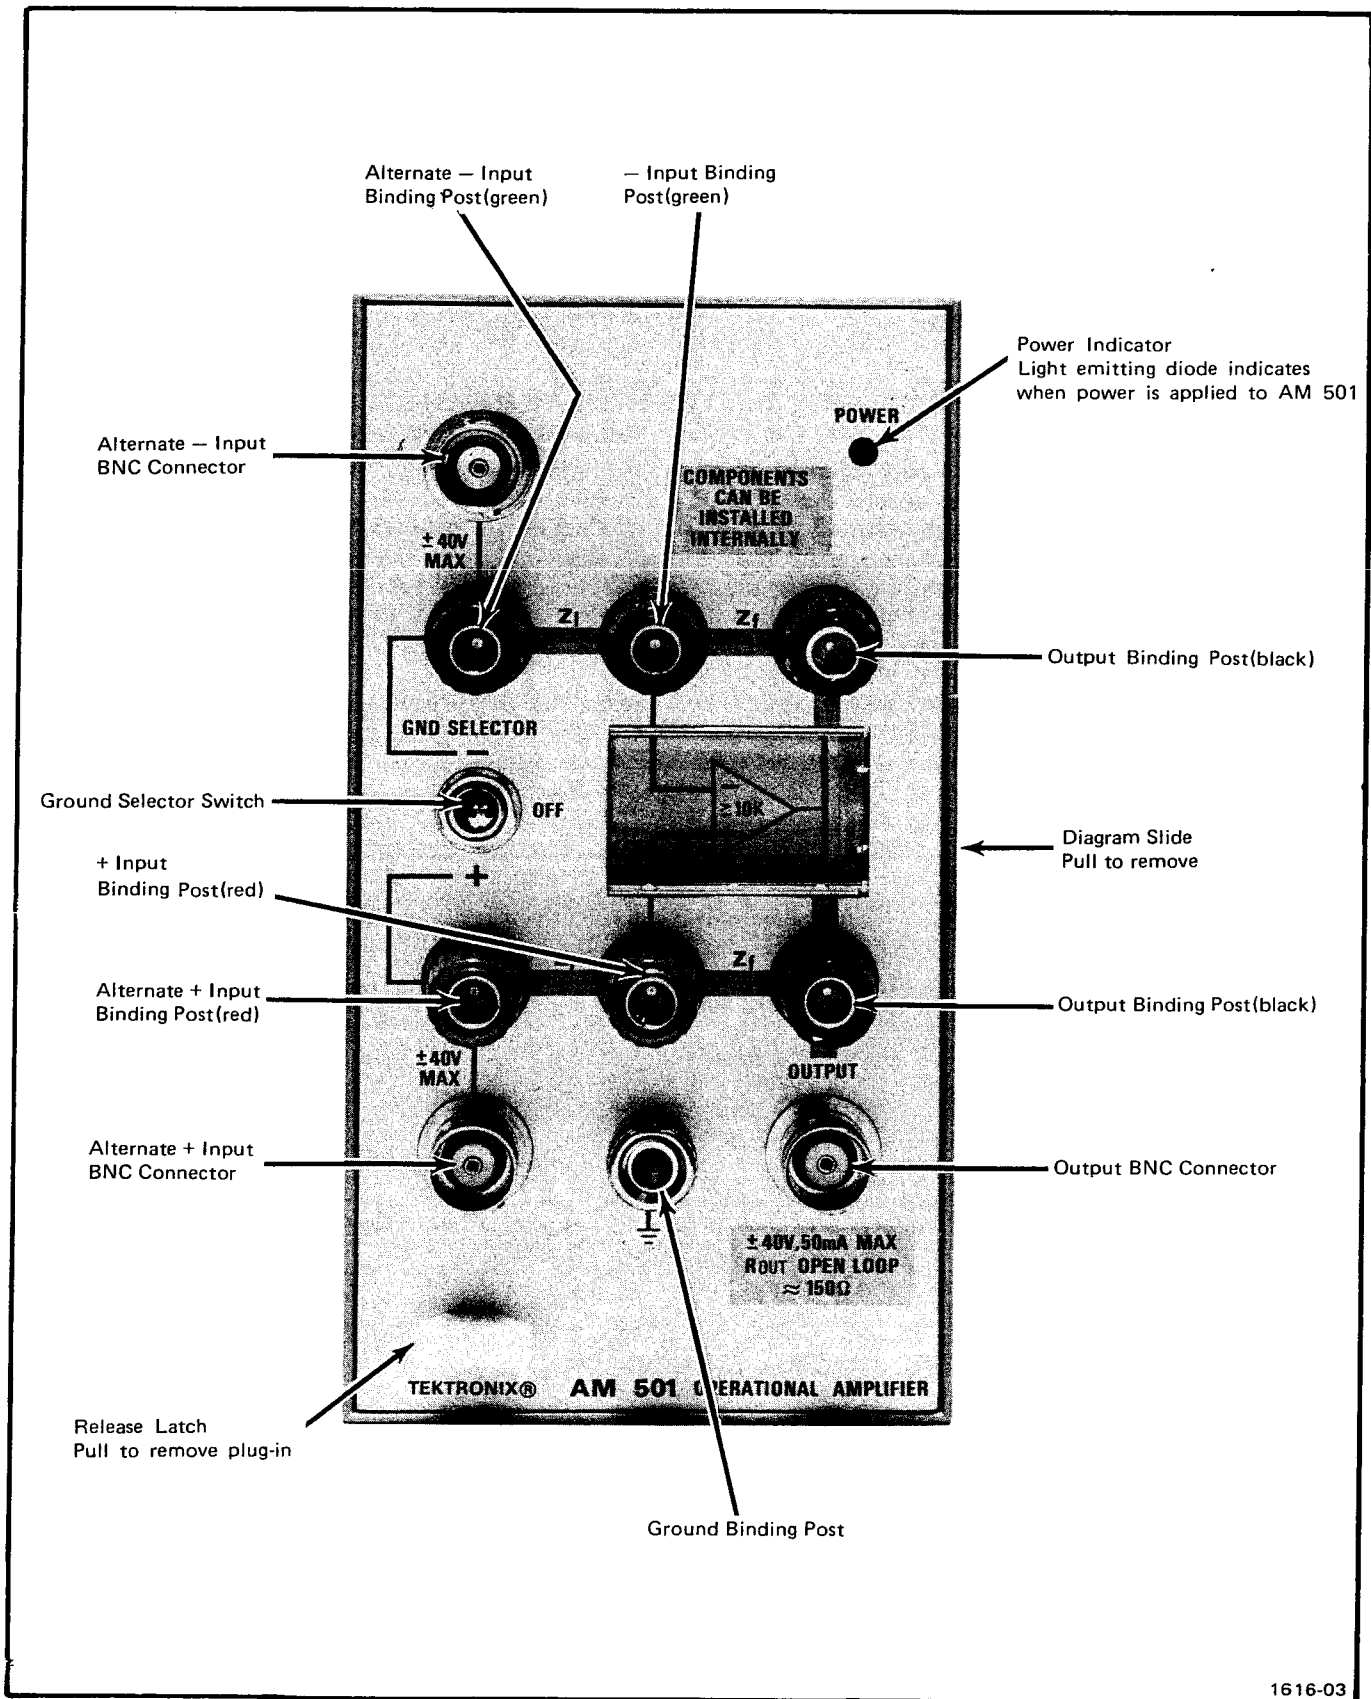 Alternate — Input
Binding Post(green)
— Input Binding
Post(green)
Power Indicator
Light emitting diode indicates
when power is applied to AM 501
POWER
Alternate — Input
BNC Connector
COMPONENTS
CAN BE
INSTALLED
INTERNALLY
± 40V
MAX
Zi
Zf
Output Binding Post(black)
GND SELECTOR
−
Ground Selector Switch
OFF
−
≥10K
Diagram Slide
Pull to remove
+ Input
Binding Post(red)
+
Zf
Alternate + Input
Binding Post(red)
Output Binding Post(black)
± 40V
MAX
OUTPUT
Alternate + Input
BNC Connector
Output BNC Connector
± 40V,50mA MAX
ROUT OPEN LOOP
≈ 150Ω
TEKTRONIX® AM 501 OPERATIONAL AMPLIFIER
Release Latch
Pull to remove plug-in
Ground Binding Post
1616-03